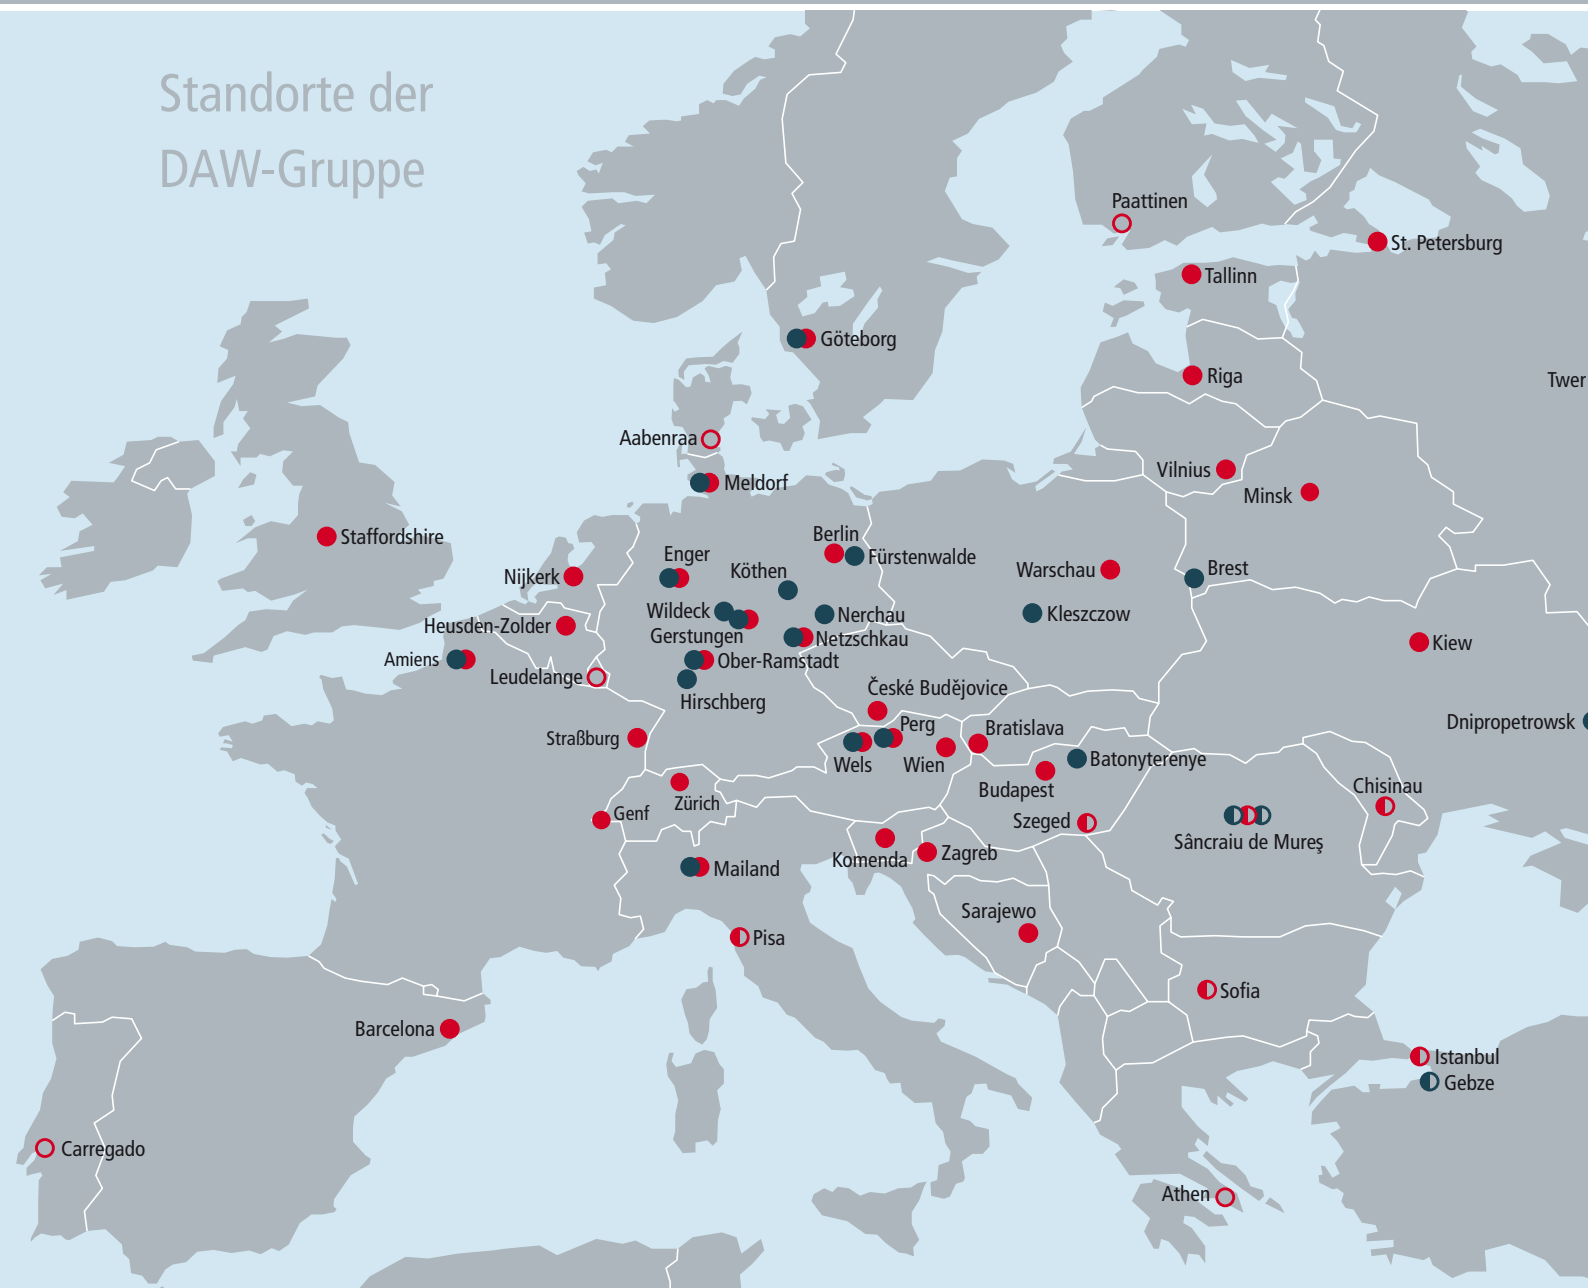 Standorte der
DAW-Gruppe
Paattinen
St. Petersburg
Tallinn
Göteborg
Riga
Twer
Aabenraa
Vilnius
Meldorf
Minsk
Staffordshire
Berlin
Enger
Fürstenwalde
Köthen
Nijkerk
Warschau
Brest
Wildeck
Nerchau
Kleszczow
Heusden-Zolder
Gerstungen
Netzschkau
Kiew
Amiens
Ober-Ramstadt
Leudelange
České Budějovice
Hirschberg
Dnipropetrowsk
Perg
Bratislava
Straßburg
Batonyterenye
Wels
Wien
Budapest
Chisinau
Zürich
Genf
Szeged
Sâncraiu de Mureş
Komenda
Zagreb
Mailand
Sarajewo
Pisa
Sofia
Barcelona
Istanbul
Gebze
Carregado
Athen